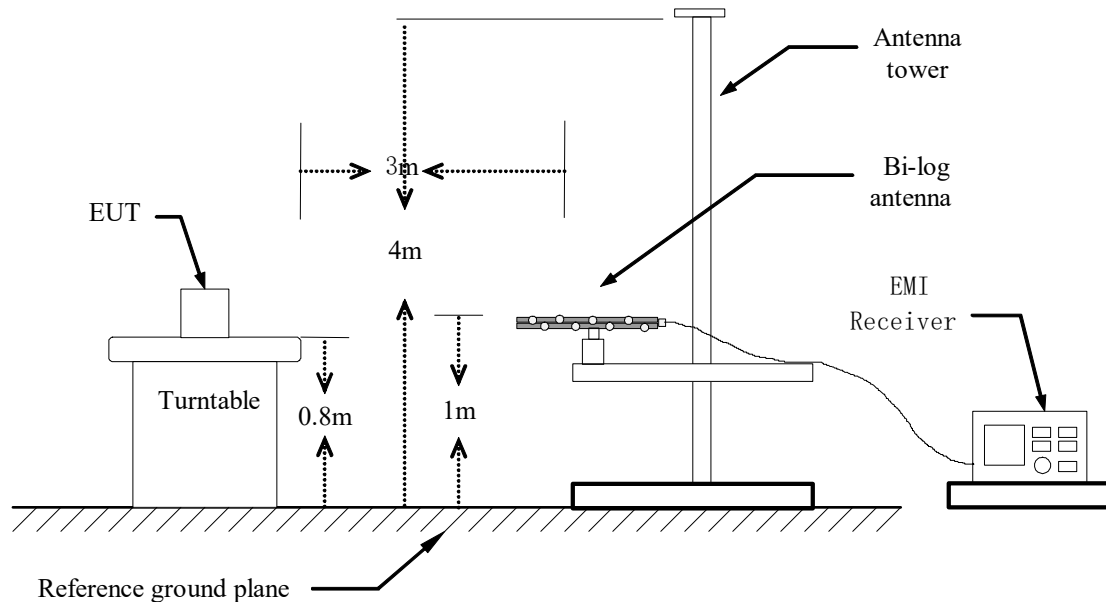 Antenna
tower
3m
Bi-log
antenna
EUT
4m
EMI
Receiver
Turntable
0.8m
1m
Reference ground plane